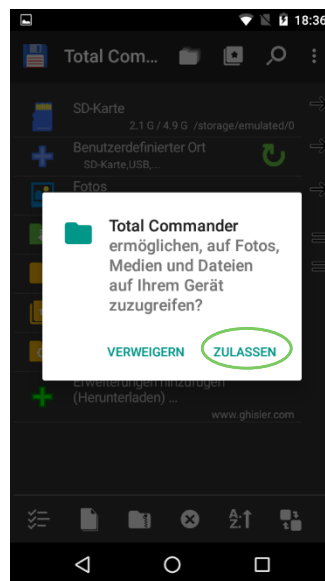 18:36
Total Com...
SD-Karte
2.1 G / 4.9 G /storage/emulated/0
Benutzerdefinierter Ort
SD-Karte,USB,...
Fotos
Total Commander
ermöglichen, auf Fotos,
Medien und Dateien
auf Ihrem Gerät
zuzugreifen?
VERWEIGERN ZULASSEN
Erweiterungen hinzufügen
(Herunterladen) ...
www.ghisler.com
A.
Z.